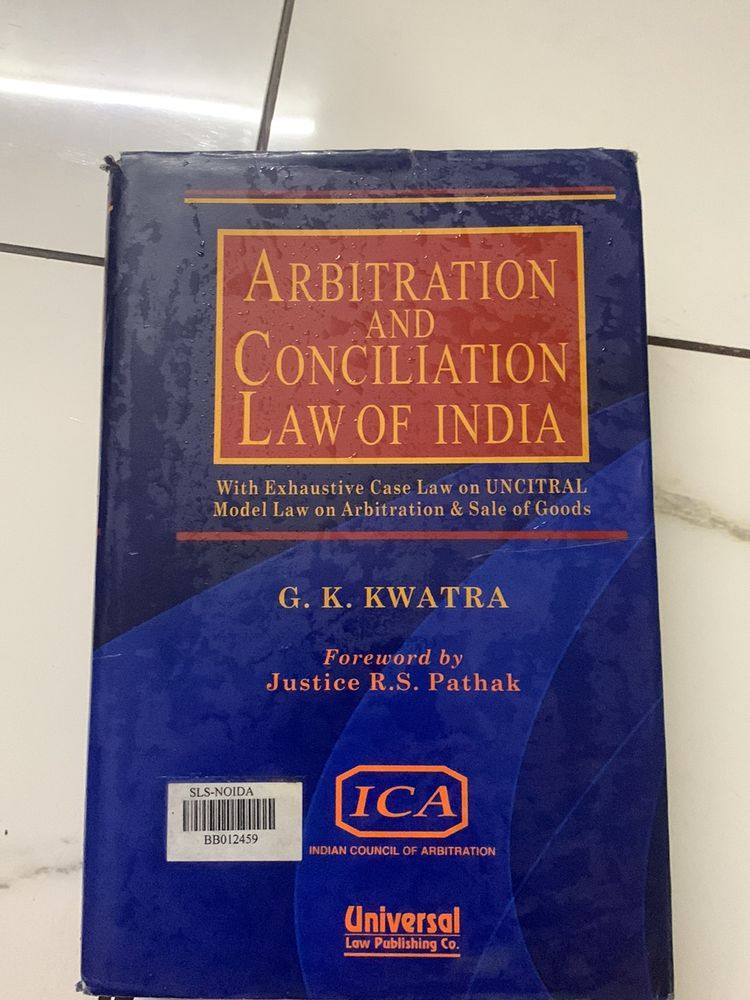 ARBITRATION
AND
CONCILIATION
LAW OF INDIA
With Exhaustive Case Law on UNCITRAL
Model Law on Arbitration & Sale of Goods
G. K. KWATRA
Foreword by
Justice R.S. Pathak
SLS-NOIDA
BB012459
ICA
INDIAN COUNCIL OF ARBITRATION
Universal
Law Publishing Co.